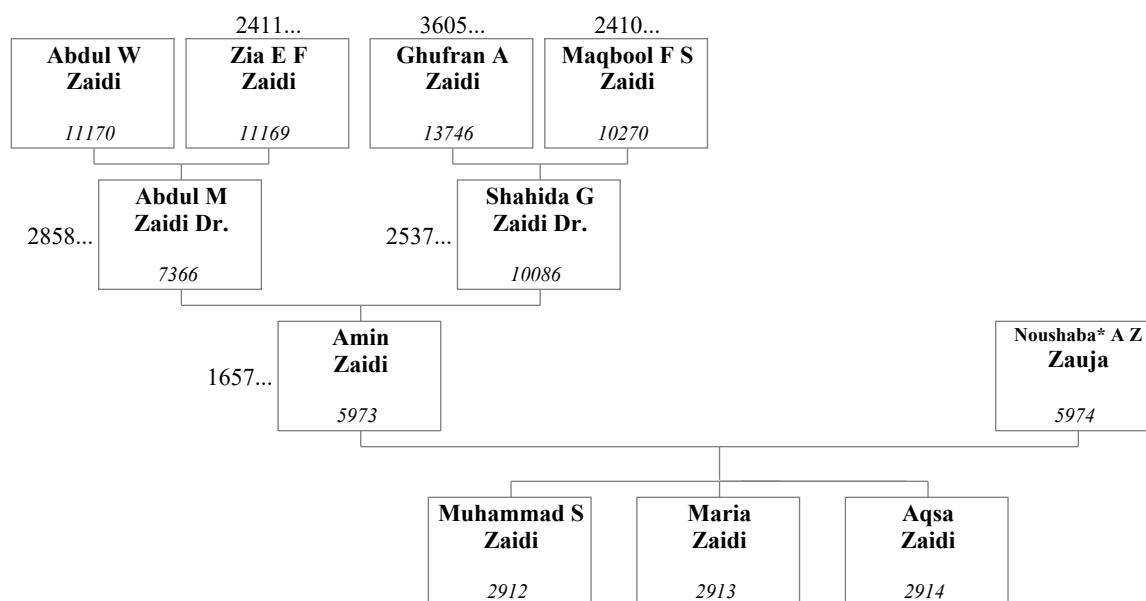 2411... 3605... 2410...
Abdul W Zia E F Ghufran A Maqbool F S
Zaidi Zaidi Zaidi Zaidi
11170 11169 13746 10270
Abdul M Shahida G
Zaidi Dr. Zaidi Dr.
2858... 2537...
7366 10086
Amin Noushaba* A Z
Zaidi Zauja
1657...
5973 5974
Muhammad S Maria Aqsa
Zaidi Zaidi Zaidi
2912 2913 2914